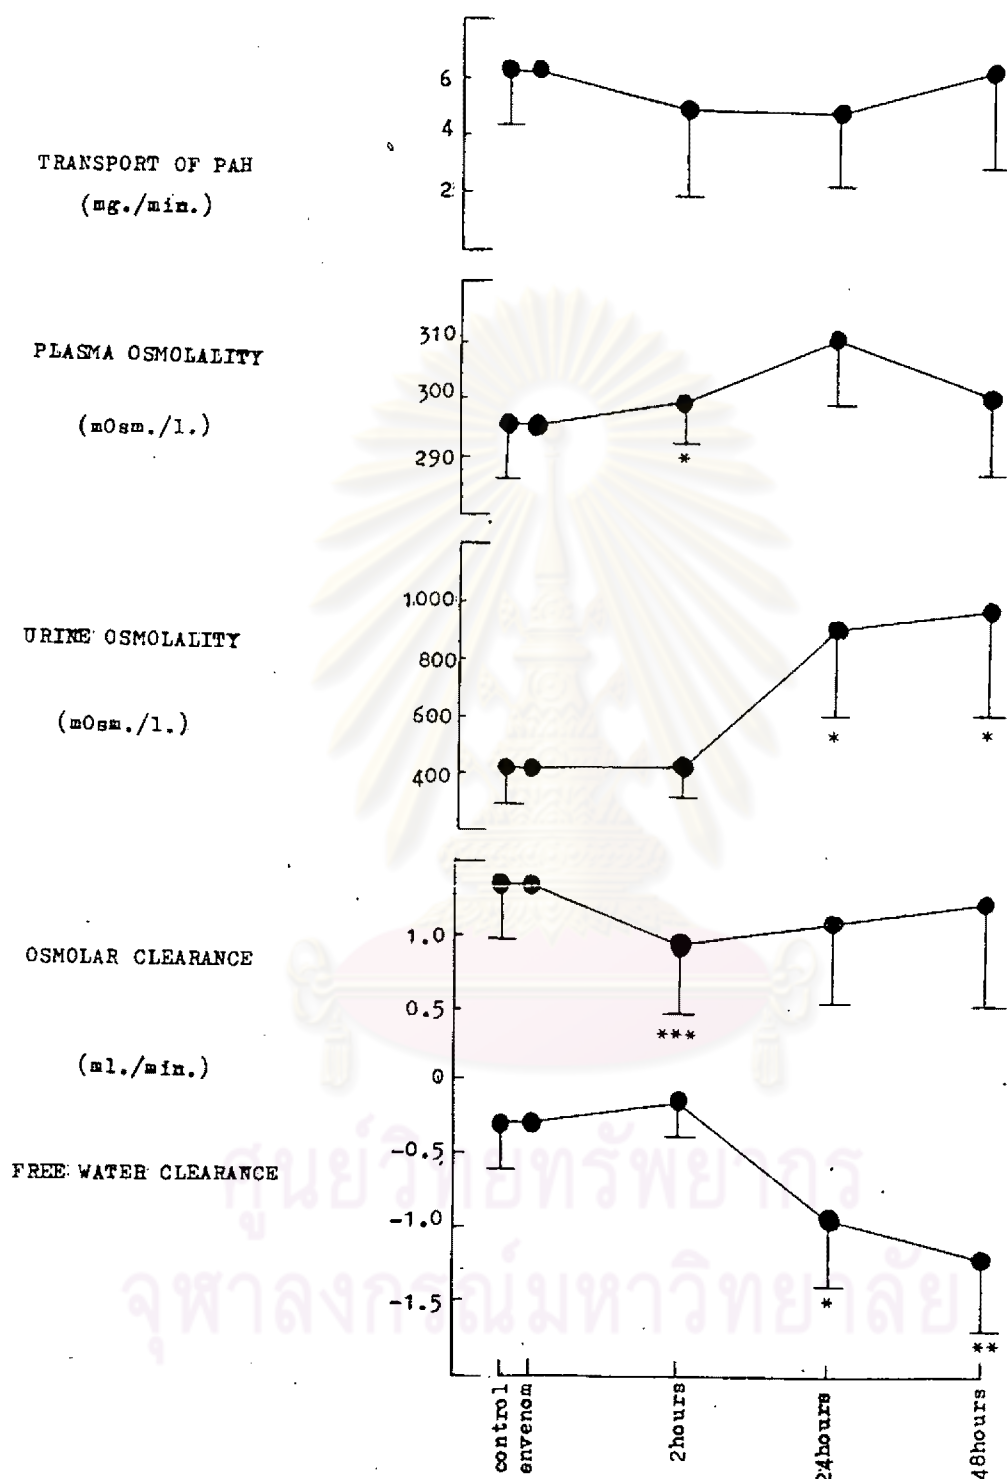 6
4
TRANSPORT OF PAH
2
(mg./min.)
310
PLASMA OSMOLALITY
300
(mOsm./l.)
290
*
1000
URINE OSMOLALITY
800
(mOsm./l.)
600
* *
400
1.0
OSMOLAR CLEARANCE
0.5
***
(ml./min.)
0
-0.5
FREE WATER CLEARANCE
ศูนย์วิทยทรัพยากร
-1.0
จุฬาลงกรณ์มหาวิทยาลัย
-1.5
*
**
control
envenom
2hours
24hours
48hours